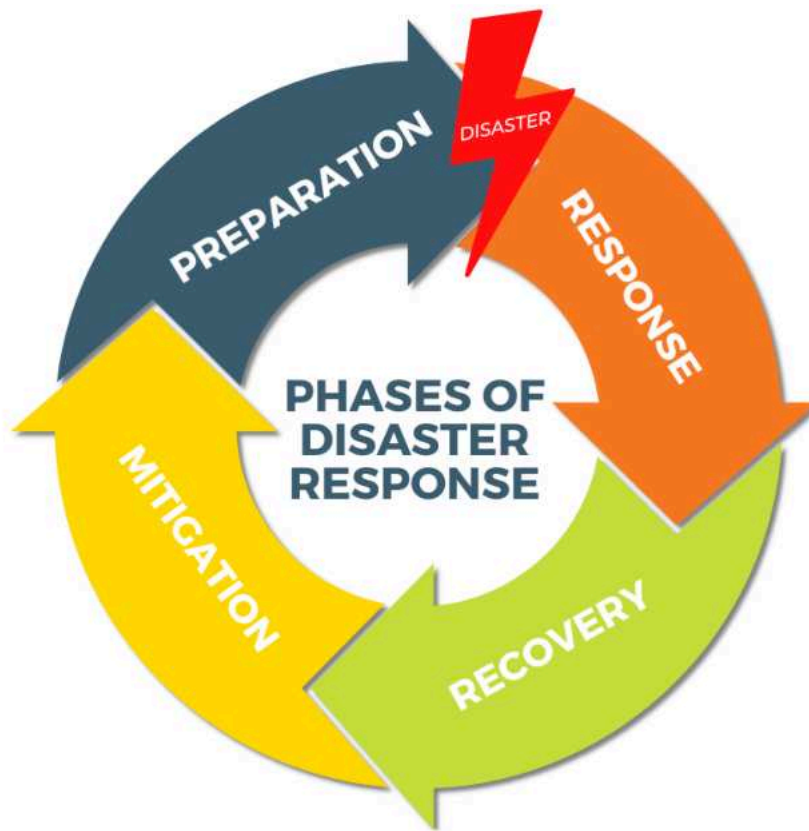 DISASTER
PREPARATION
RESPONSE
PHASES OF
DISASTER
RESPONSE
MITIGATION
RECOVERY